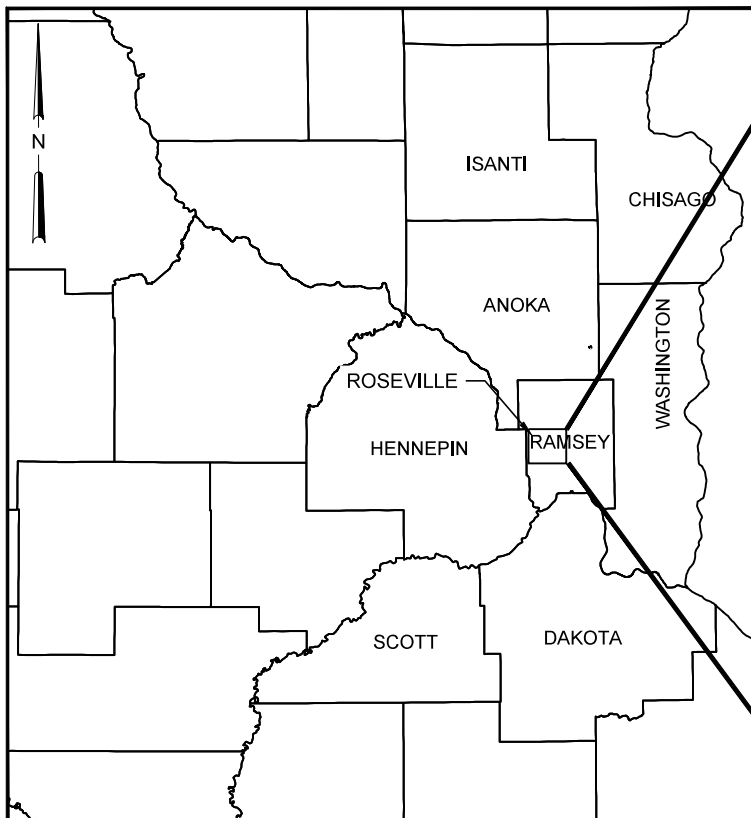 N
ISANTI
CHISAGO
ANOKA
WASHINGTON
ROSEVILLE
RAMSEY
HENNEPIN
SCOTT
DAKOTA